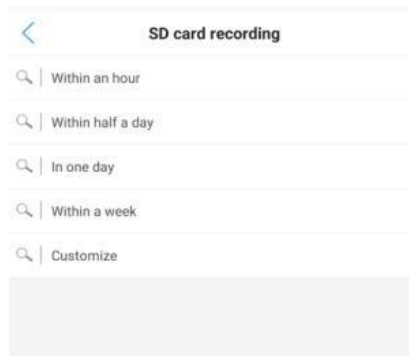 SD card recording
Within an hour
Within half a day
In one day
Within a week
Customize